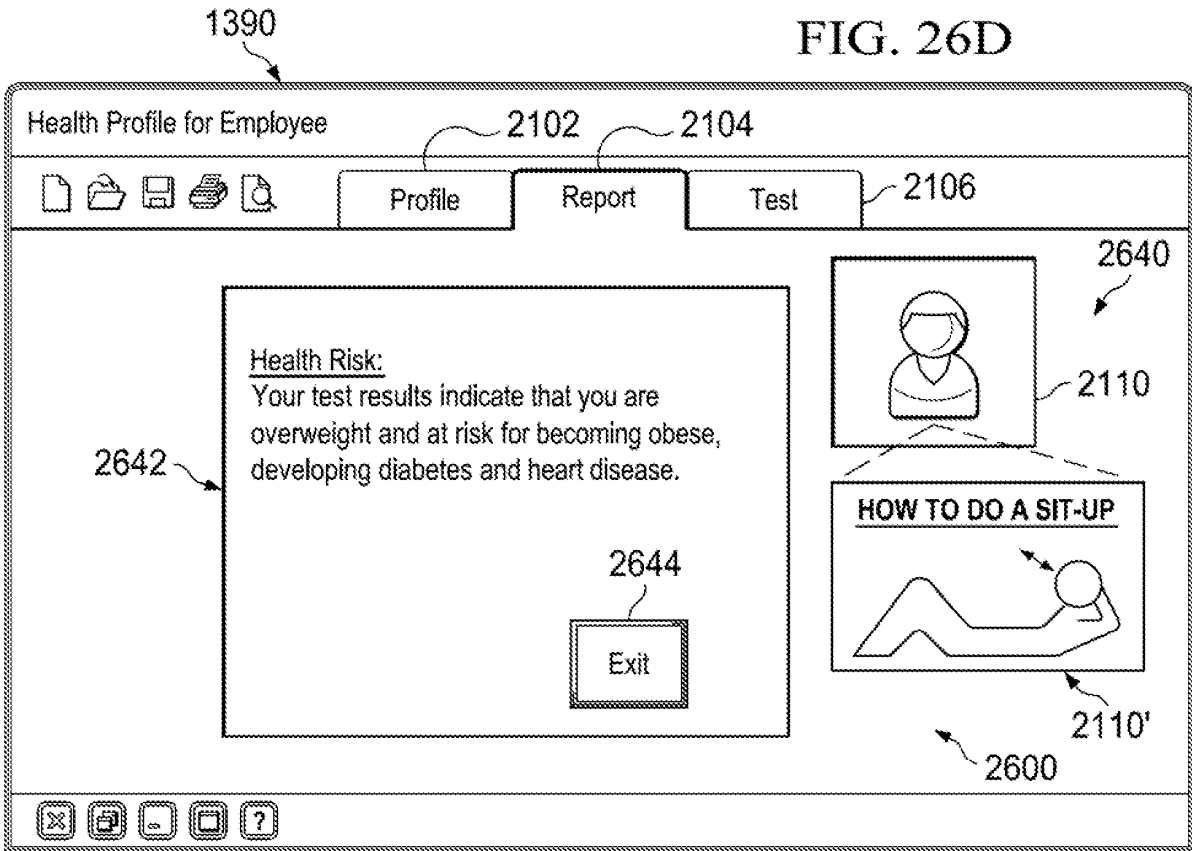 1390
FIG. 26D
Health Profile for Employee
2102
2104
Profile
Report
Test
2106
2640
Health Risk:
Your test results indicate that you are
overweight and at risk for becoming obese,
developing diabetes and heart disease.
2110
2642
HOW TO DO A SIT-UP
2644
Exit
2110'
2600
?